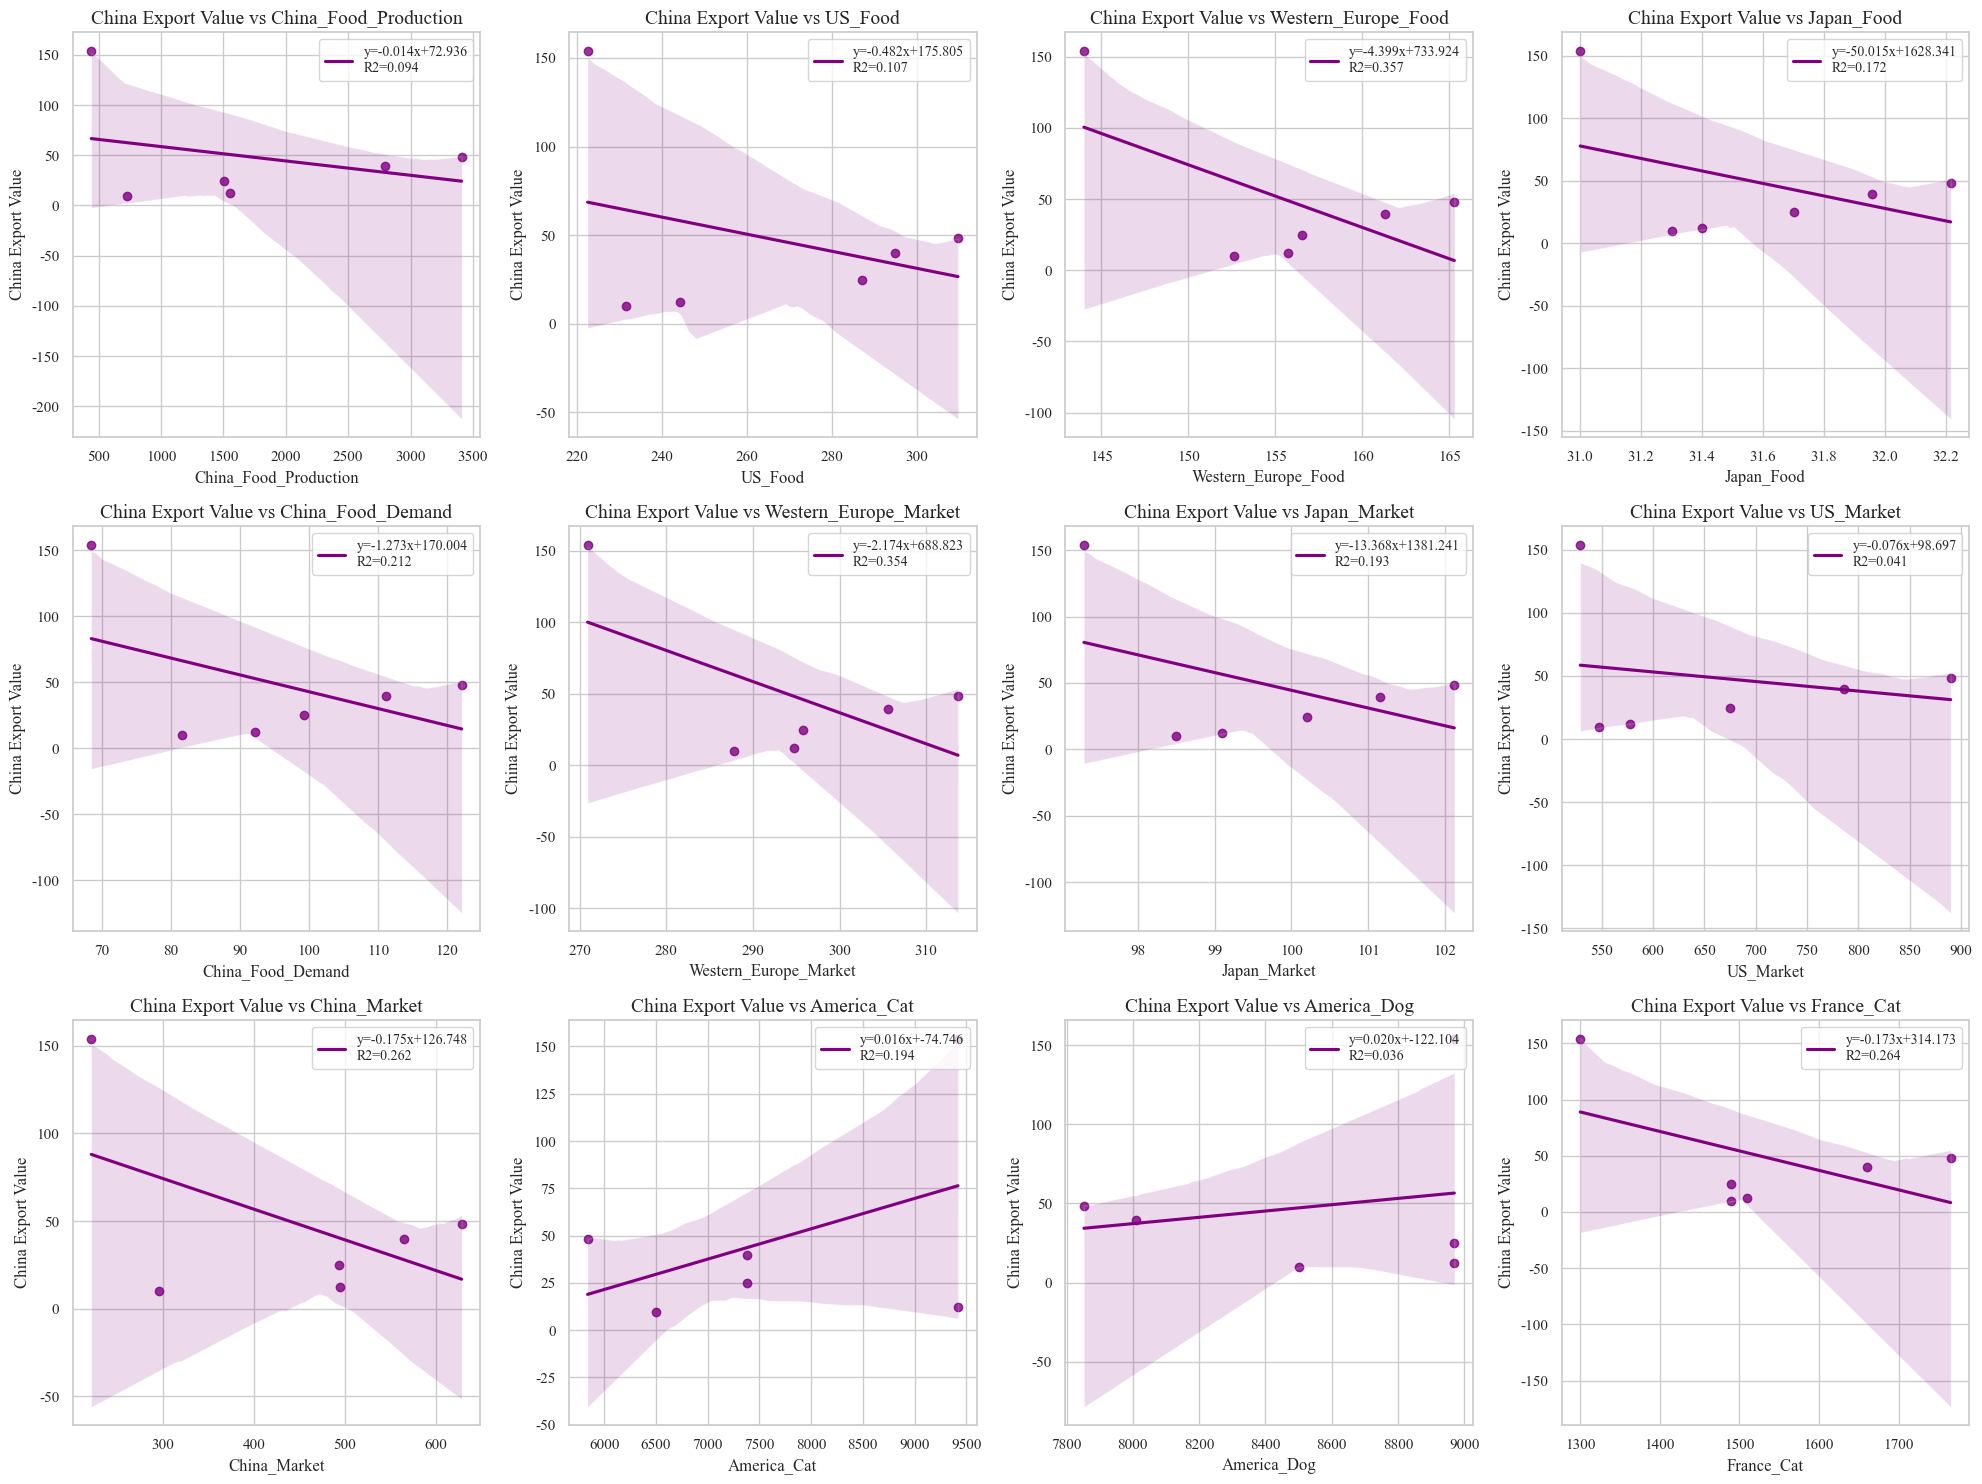 China Export Value vs China_Food_Production
y=-0.014x+72.936
R2=0.094
150
100
50
0
-50
-100
-150
-200
China Export Value
500 1000 1500 2000 2500 3000 3500
China_Food_Production
China Export Value vs US_Food
y=-0.482x+175.805
R2=0.107
150
100
50
0
-50
China Export Value
220 240 260 280 300
US_Food
China Export Value vs Western_Europe_Food
y=-4.399x+733.924
R2=0.357
150
100
50
0
-50
-100
China Export Value
145 150 155 160 165
Western_Europe_Food
China Export Value vs Japan_Food
y=-50.015x+1628.341
R2=0.172
150
100
50
0
-50
-100
-150
China Export Value
31.0 31.2 31.4 31.6 31.8 32.0 32.2
Japan_Food
China Export Value vs China_Food_Demand
y=-1.273x+170.004
R2=0.212
150
100
50
0
-50
-100
China Export Value
70 80 90 100 110 120
China_Food_Demand
China Export Value vs Western_Europe_Market
y=-2.174x+688.823
R2=0.354
150
100
50
0
-50
-100
China Export Value
270 280 290 300 310
Western_Europe_Market
China Export Value vs Japan_Market
y=-13.368x+1381.241
R2=0.193
150
100
50
0
-50
-100
China Export Value
98 99 100 101 102
Japan_Market
China Export Value vs US_Market
y=-0.076x+98.697
R2=0.041
150
100
50
0
-50
-100
-150
China Export Value
550 600 650 700 750 800 850 900
US_Market
China Export Value vs China_Market
y=-0.175x+126.748
R2=0.262
150
100
50
0
-50
China Export Value
300 400 500 600
China_Market
China Export Value vs America_Cat
y=0.016x+-74.746
R2=0.194
150
125
100
75
50
25
0
-25
-50
China Export Value
6000 6500 7000 7500 8000 8500 9000 9500
America_Cat
China Export Value vs America_Dog
y=0.020x+-122.104
R2=0.036
150
100
50
0
-50
China Export Value
7800 8000 8200 8400 8600 8800 9000
America_Dog
China Export Value vs France_Cat
y=-0.173x+314.173
R2=0.264
150
100
50
0
-50
-100
-150
China Export Value
1300 1400 1500 1600 1700
France_Cat